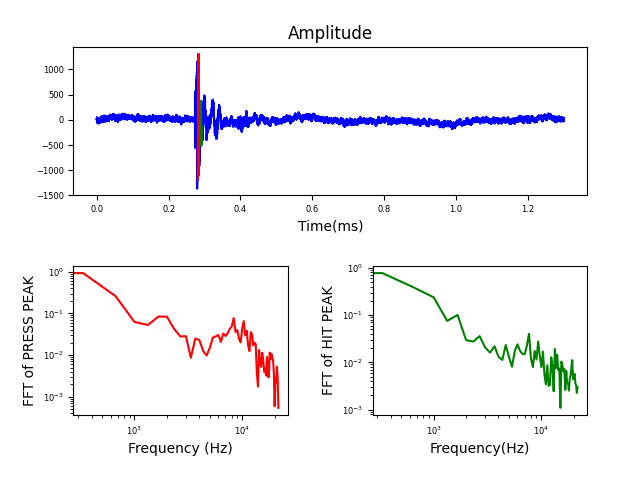 Amplitude
1000
500
0
−500
−1000
−1500
0.0 0.2 0.4 0.6 0.8 1.0 1.2
Time(ms)
FFT of PRESS PEAK
10⁰
10⁻¹
10⁻²
10⁻³
10³ 10⁴
Frequency (Hz)
FFT of HIT PEAK
10⁰
10⁻¹
10⁻²
10⁻³
10³ 10⁴
Frequency(Hz)